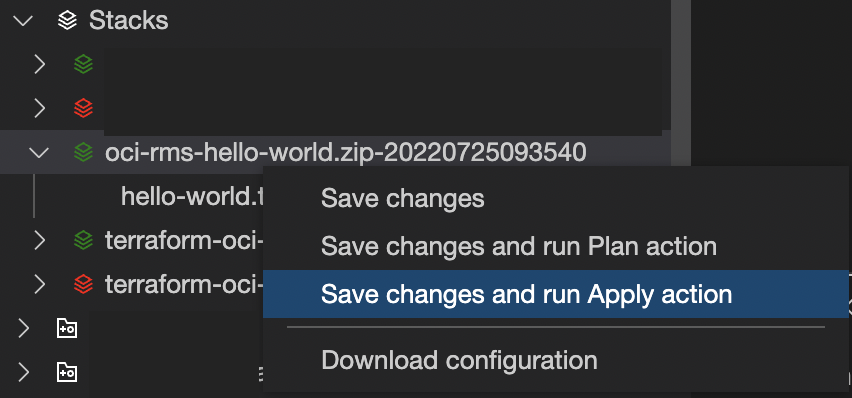 Stacks
oci-rms-hello-world.zip-20220725093540
hello-world.t
Save changes
Save changes and run Plan action
terraform-oci-
terraform-oci-
Save changes and run Apply action
Download configuration